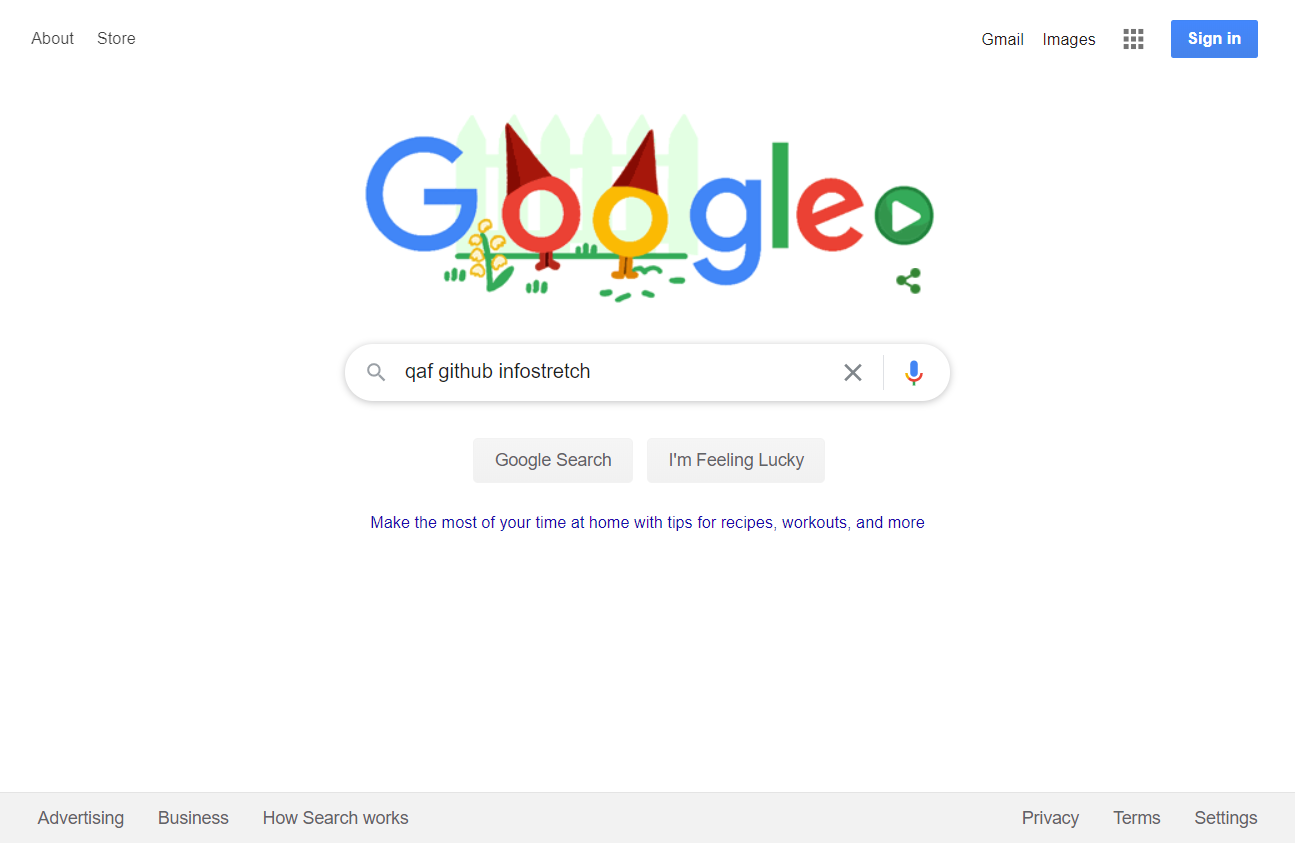 About Store Gmail Images Sign in
Google
qaf github infostretch
Google Search I'm Feeling Lucky
Make the most of your time at home with tips for recipes, workouts, and more
Advertising Business How Search works Privacy Terms Settings